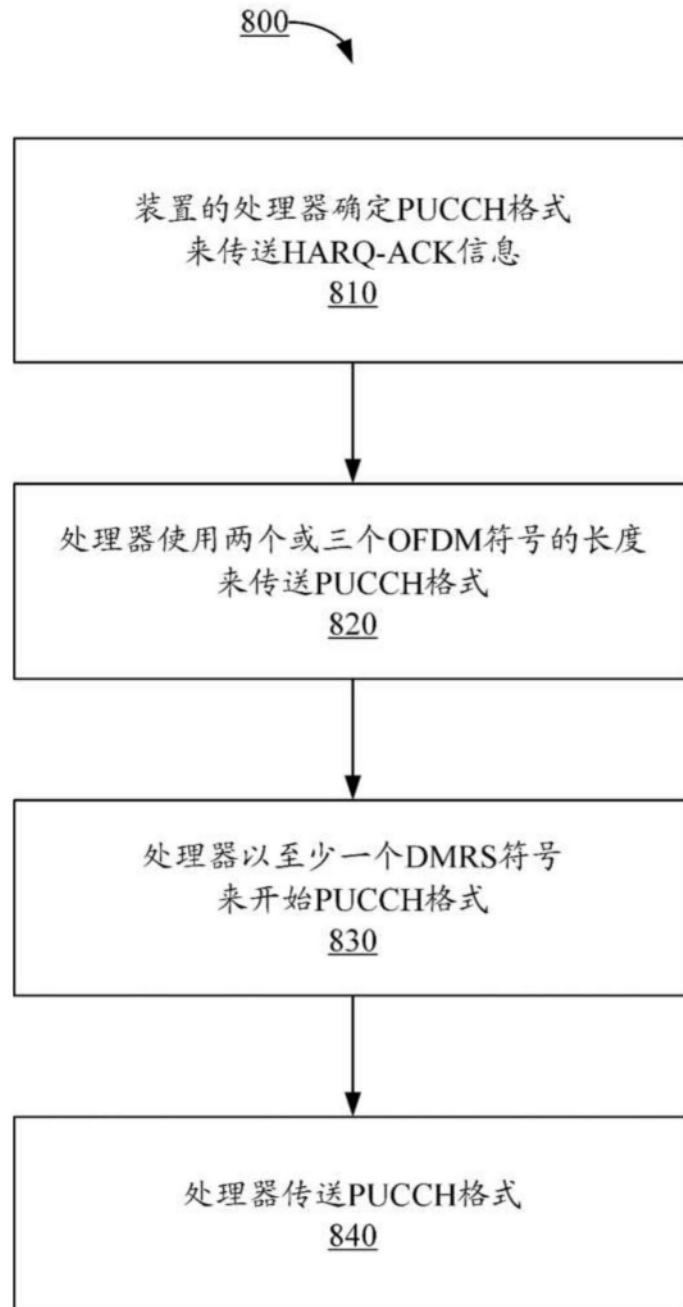 800
装置的处理器确定PUCCH格式
来传送HARQ-ACK信息
810
处理器使用两个或三个OFDM符号的长度
来传送PUCCH格式
820
处理器以至少一个DMRS符号
来开始PUCCH格式
830
处理器传送PUCCH格式
840